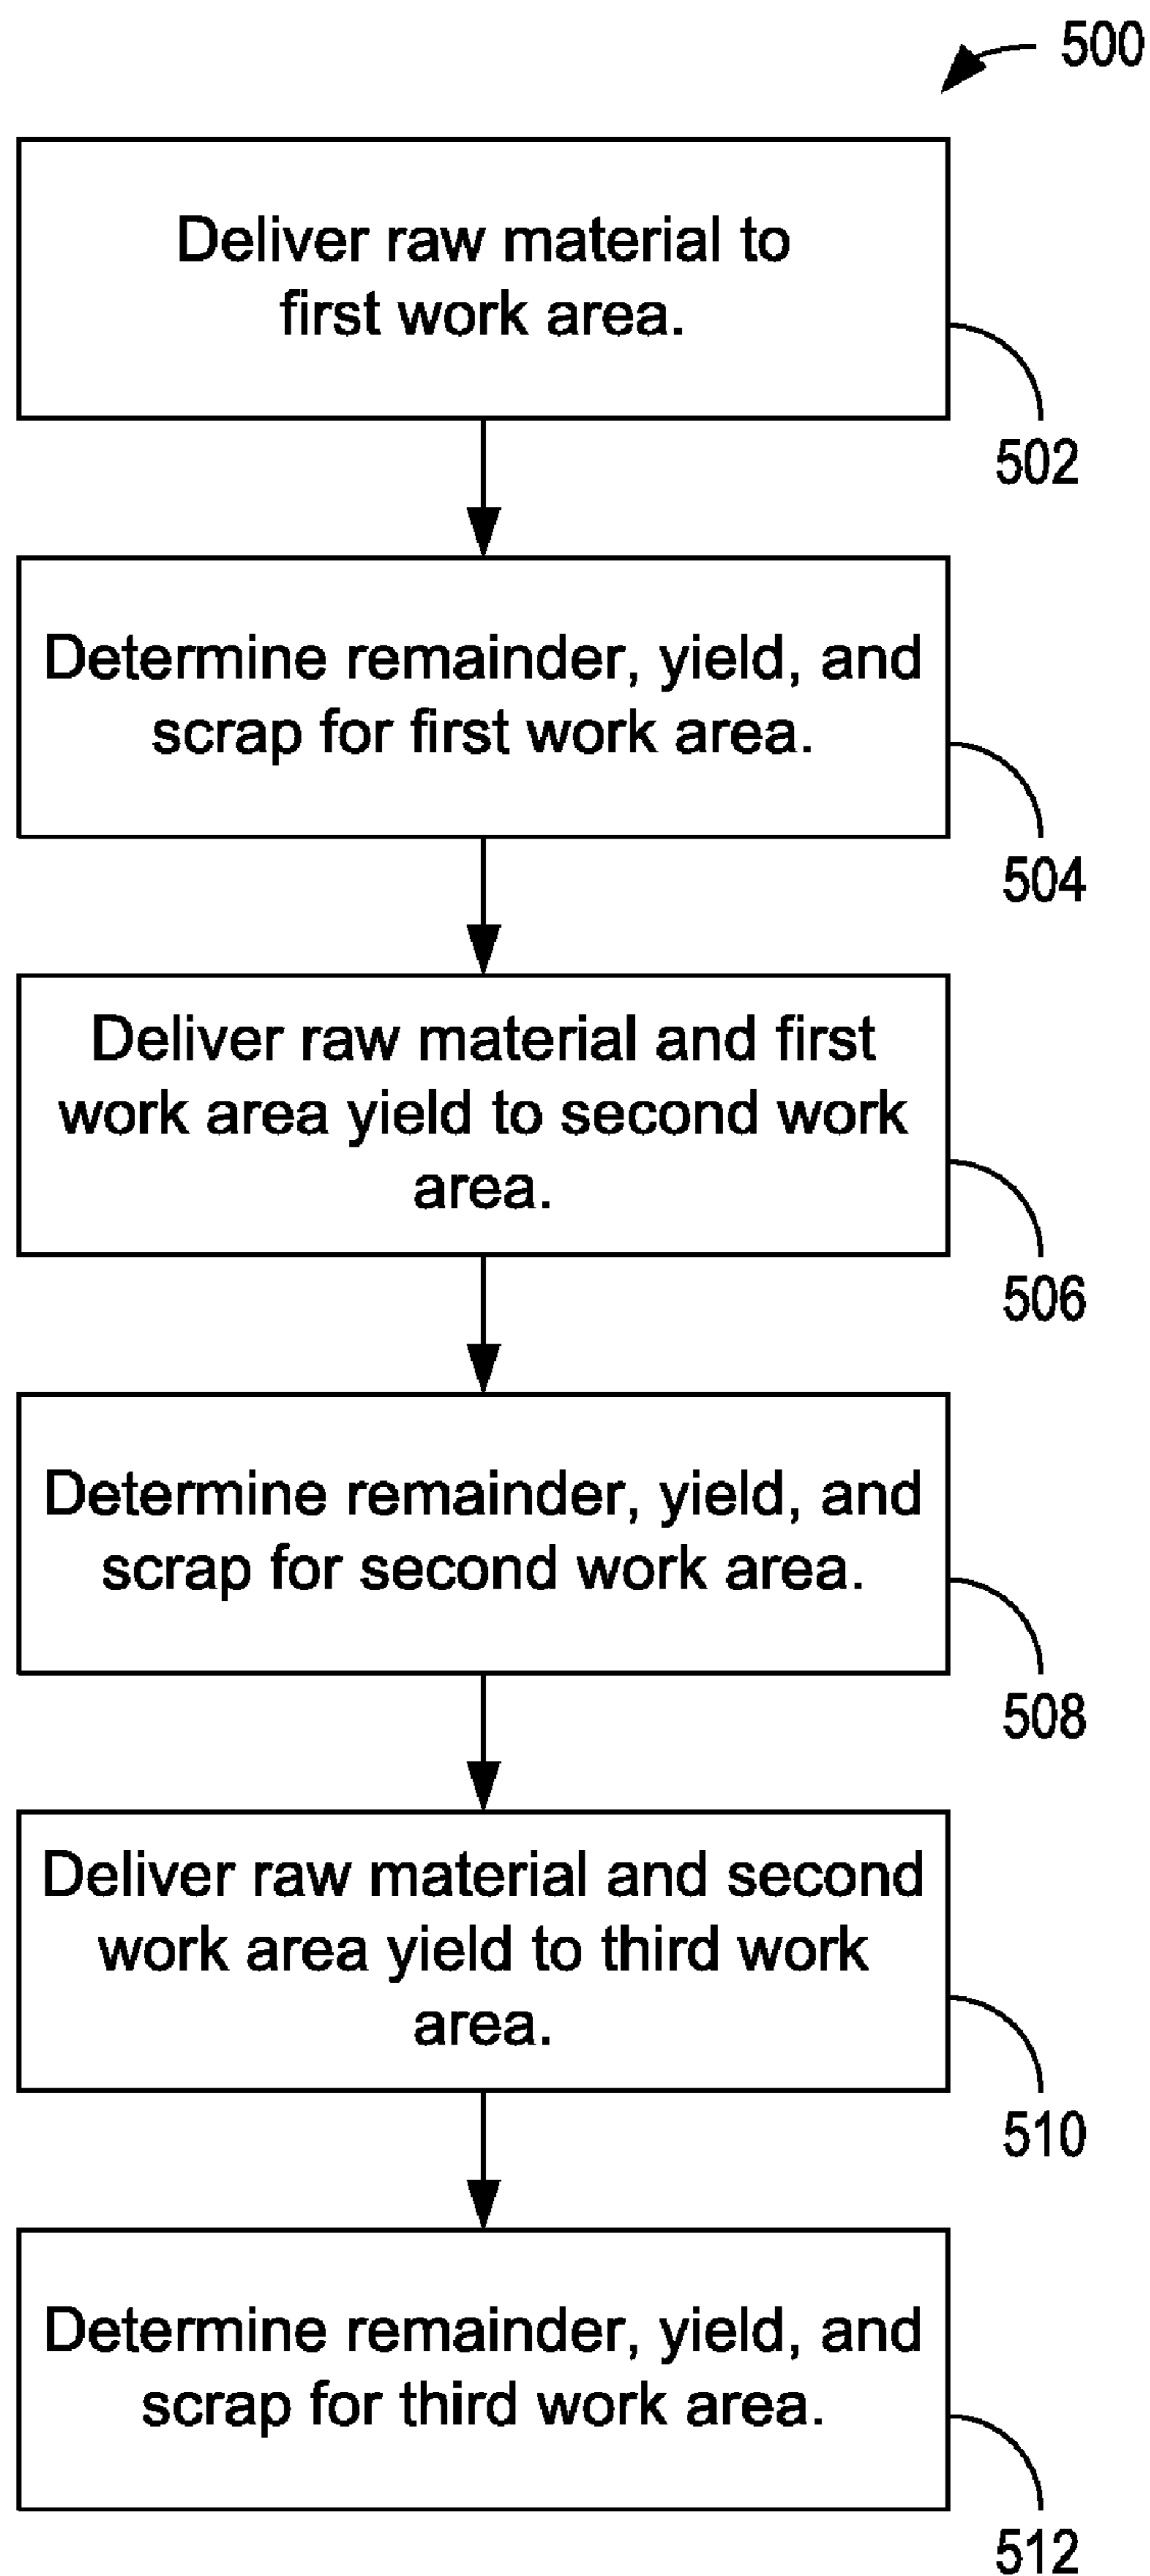 500
Deliver raw material to
first work area.
502
Determine remainder, yield, and
scrap for first work area.
504
Deliver raw material and first
work area yield to second work
area.
506
Determine remainder, yield, and
scrap for second work area.
508
Deliver raw material and second
work area yield to third work
area.
510
Determine remainder, yield, and
scrap for third work area.
512